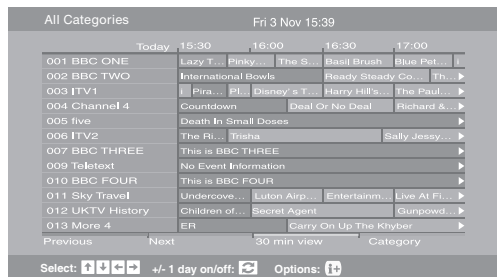 All Categories Fri 3 Nov 15:39
Today 15:30 16:00 16:30 17:00
001 BBC ONE Lazy T... Pinky... The S... Basil Brush Blue Pet... i
002 BBC TWO International Bowls Ready Steady Co... Th...
003 ITV1 i Pira... Pl... Disney's T... Harry Hill's... The Paul...
004 Channel 4 Countdown Deal Or No Deal Richard &...
005 five Death In Small Doses
006 ITV2 The Ri... Trisha Sally Jessy...
007 BBC THREE This is BBC THREE
009 Teletext No Event Information
010 BBC FOUR This is BBC FOUR
011 Sky Travel Undercove... Luton Airp... Entertainm... Live At Fi...
012 UKTV History Children of... Secret Agent Gunpowd...
013 More 4 ER Carry On Up The Khyber
Previous Next 30 min view Category
Select: +/- 1 day on/off: Options: i+